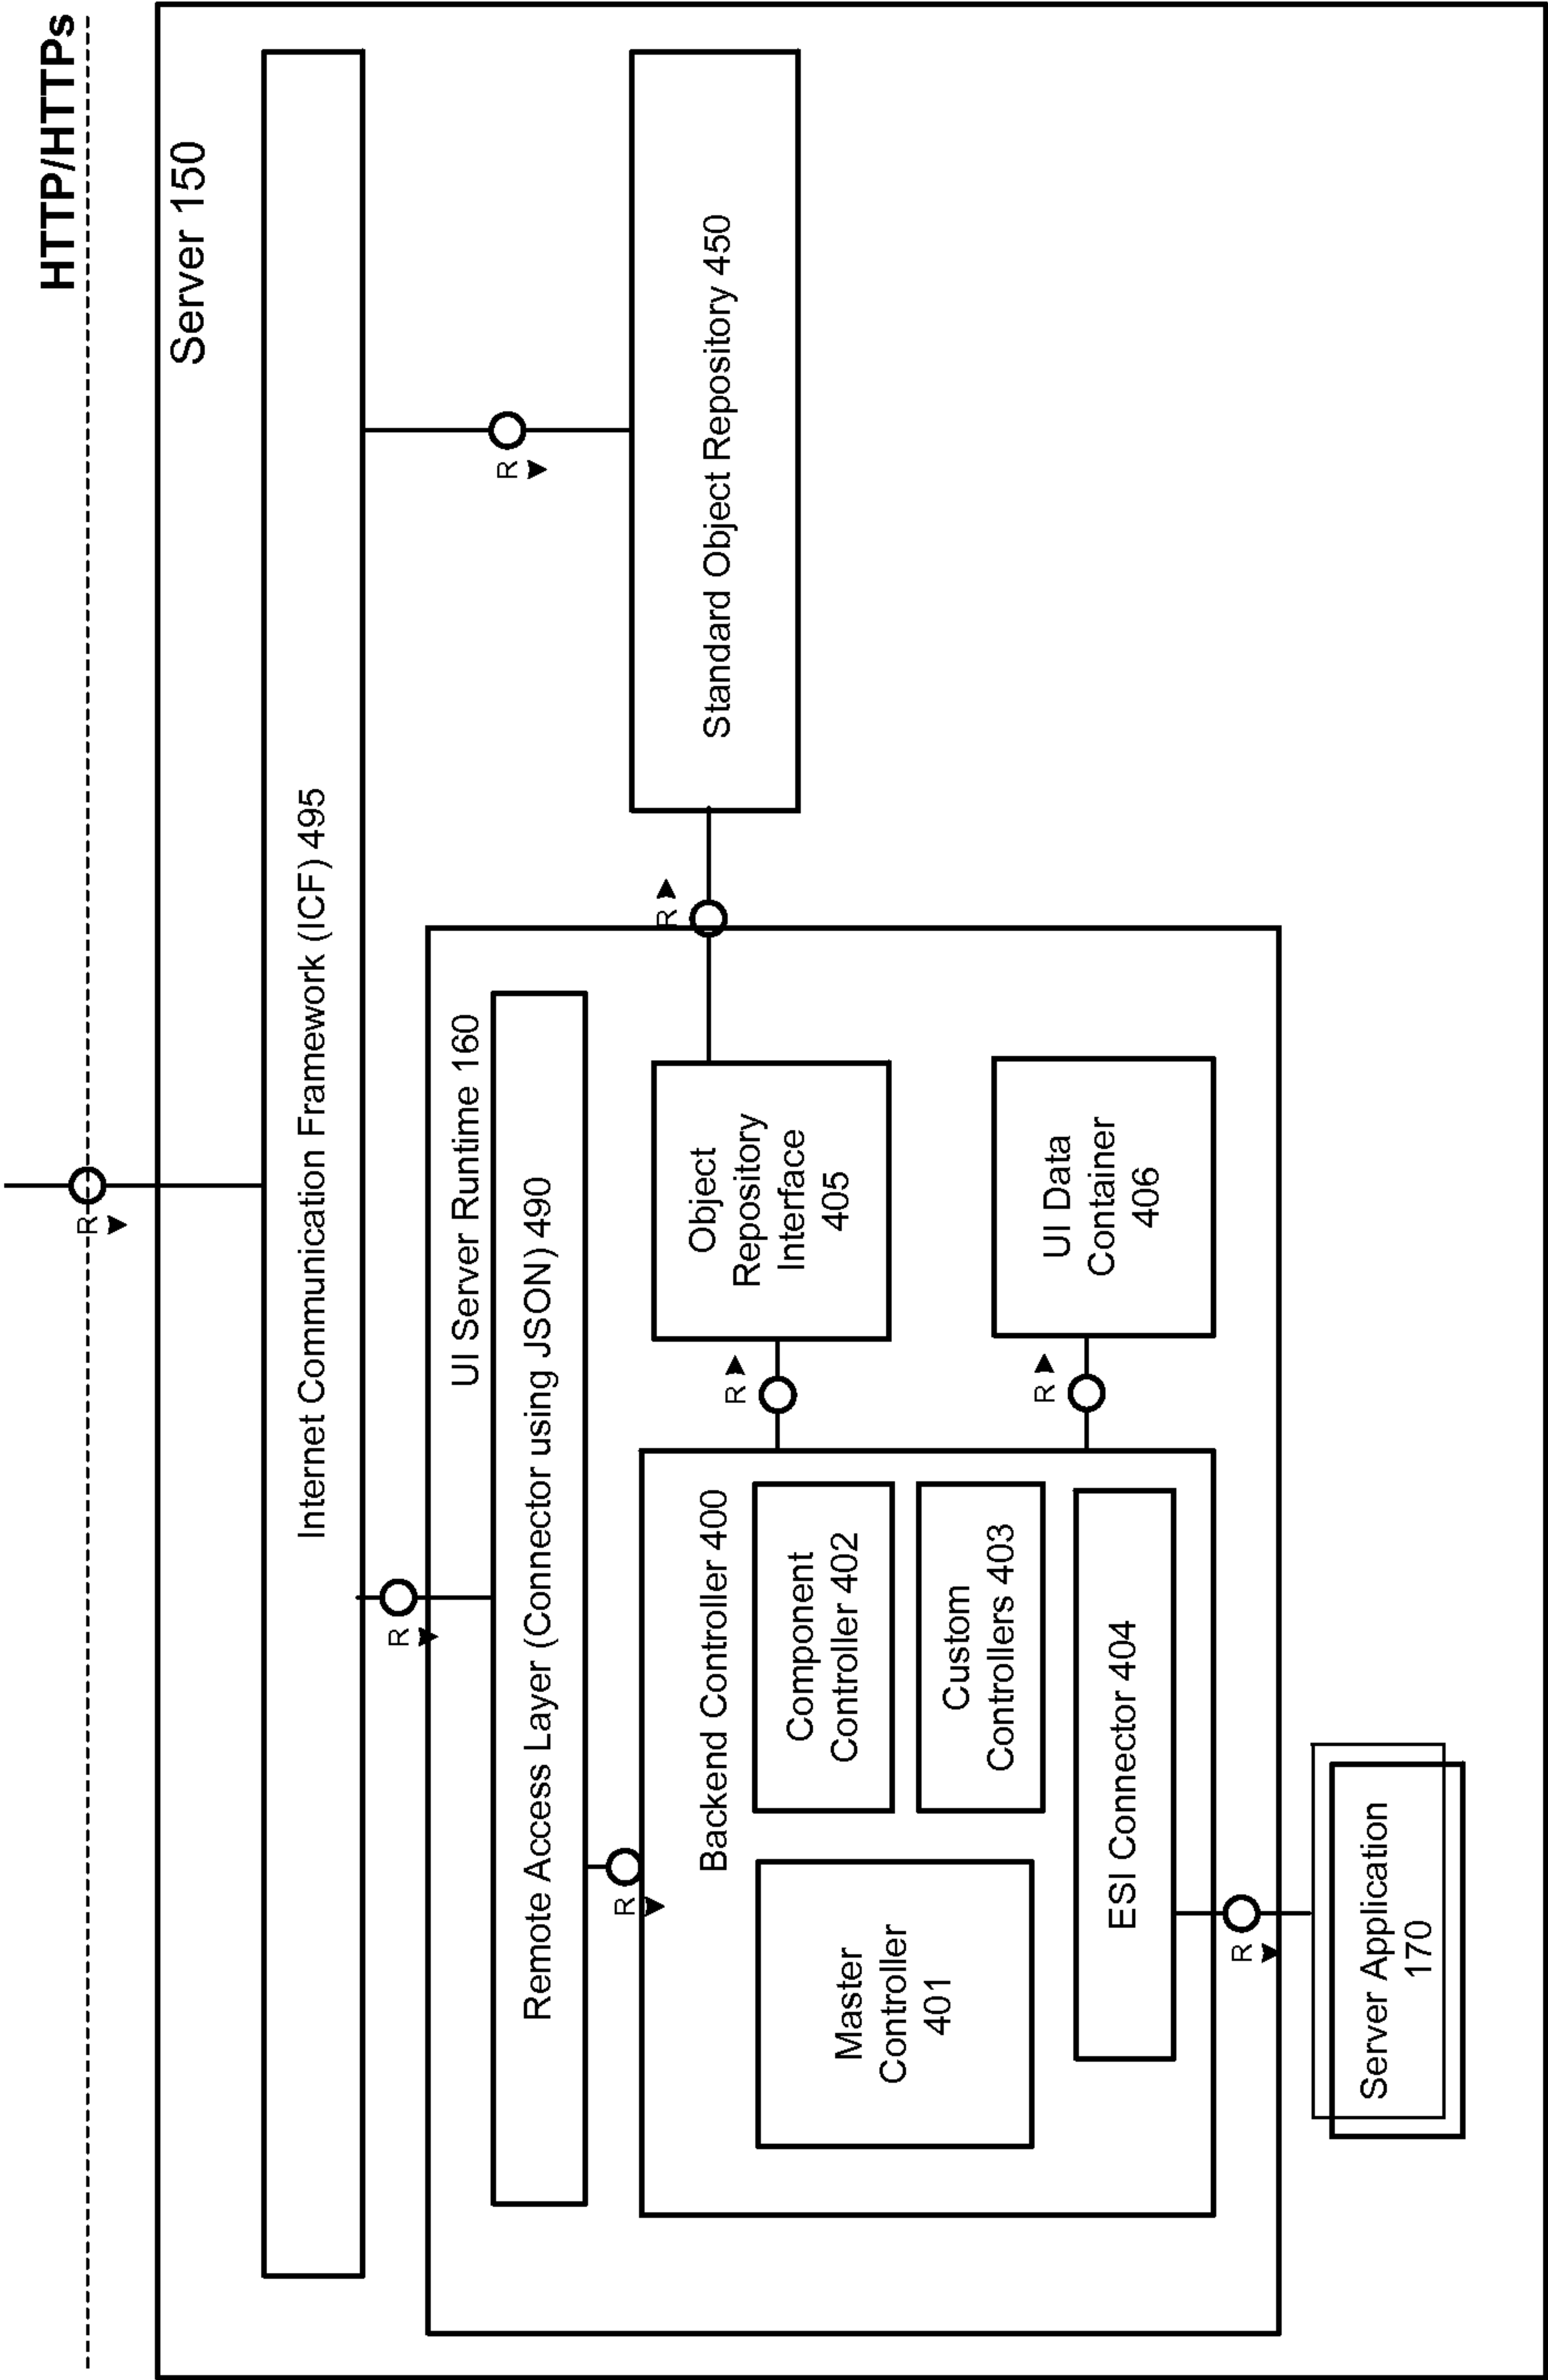 HTTP/HTTPs
R
Server 150
Internet Communication Framework (ICF) 495
R
R
UI Server Runtime 160
Remote Access Layer (Connector using JSON) 490
R
Standard Object Repository 450
R
Backend Controller 400
Master
Controller
401
Component
Controller 402
Custom
Controllers 403
ESI Connector 404
R
Object
Repository
Interface
405
R
UI Data
Container
406
R
Server Application
170